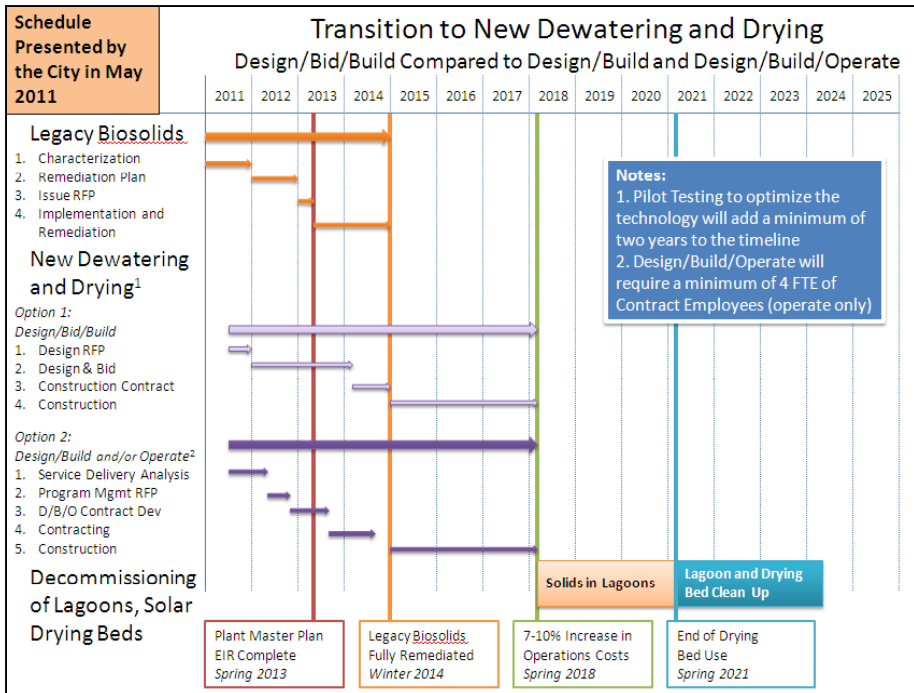 Schedule
Presented by
the City in May
2011
Transition to New Dewatering and Drying
Design/Bid/Build Compared to Design/Build and Design/Build/Operate
2011 2012 2013 2014 2015 2016 2017 2018 2019 2020 2021 2022 2023 2024 2025
Legacy Biosolids
1. Characterization
2. Remediation Plan
3. Issue RFP
4. Implementation and
Remediation
Notes:
1. Pilot Testing to optimize the
technology will add a minimum of
two years to the timeline
2. Design/Build/Operate will
require a minimum of 4 FTE of
Contract Employees (operate only)
New Dewatering
and Drying¹
Option 1:
Design/Bid/Build
1. Design RFP
2. Design & Bid
3. Construction Contract
4. Construction
Option 2:
Design/Build and/or Operate²
1. Service Delivery Analysis
2. Program Mgmt RFP
3. D/B/O Contract Dev
4. Contracting
5. Construction
Decommissioning
of Lagoons, Solar
Drying Beds
Solids in Lagoons
Lagoon and Drying
Bed Clean Up
Plant Master Plan
EIR Complete
Spring 2013
Legacy Biosolids
Fully Remediated
Winter 2014
7-10% Increase in
Operations Costs
Spring 2018
End of Drying
Bed Use
Spring 2021